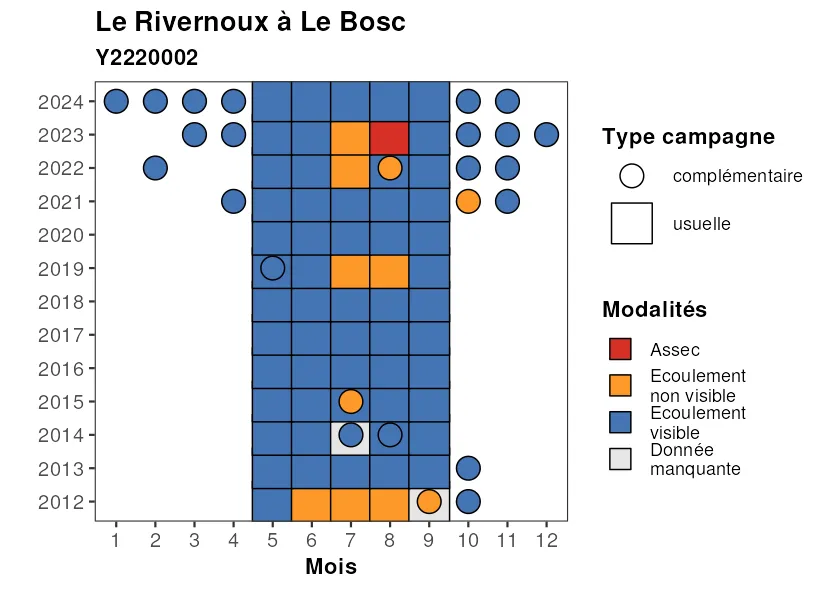 Le Rivernoux à Le Bosc
Y2220002
2024
2023
2022
2021
2020
2019
2018
2017
2016
2015
2014
2013
2012
1 2 3 4 5 6 7 8 9 10 11 12
Mois
Type campagne
complémentaire
usuelle
Modalités
Assec
Ecoulement
non visible
Ecoulement
visible
Donnée
manquante